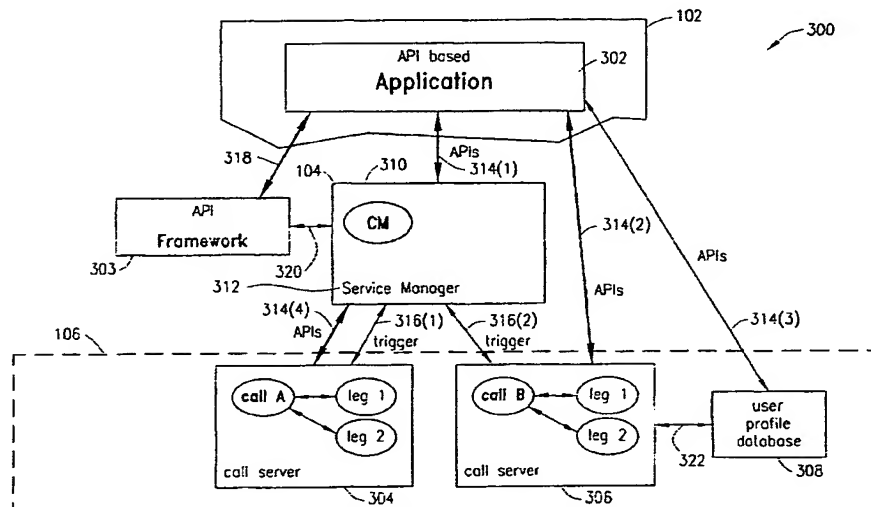 102
300
API based
Application
302
318
APIs
314(1)
104
310
API
Framework
303
320
CM
312
Service Manager
314(2)
APIs
APIs
314(3)
314(4)
APIs
316(1)
trigger
316(2)
trigger
106
call A
leg 1
leg 2
call server
304
call B
leg 1
leg 2
call server
306
322
user
profile
database
308